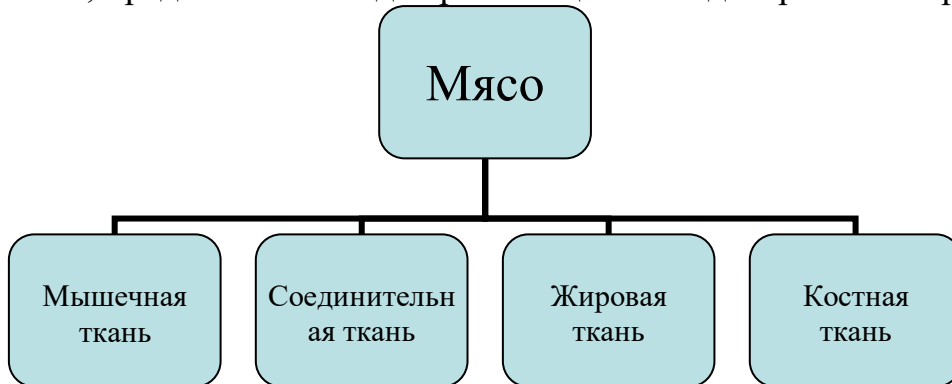 Мясо
Мышечная
ткань
Соединительн
ая ткань
Жировая
ткань
Костная
ткань